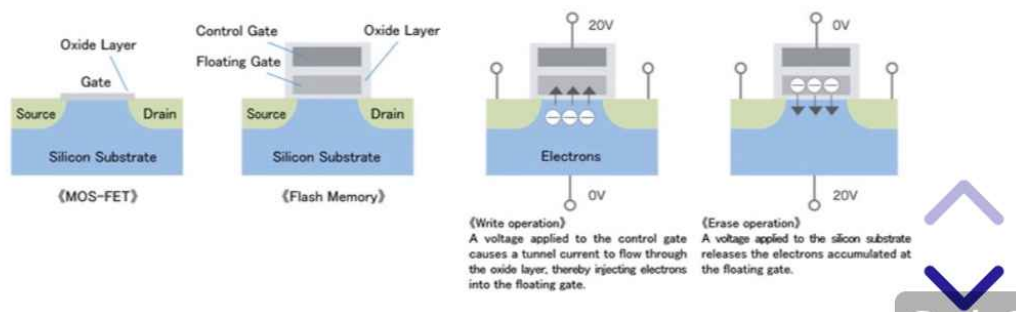 Oxide Layer
Gate
Source
Drain
Silicon Substrate
《MOS-FET》
Control Gate
Oxide Layer
Floating Gate
Source
Drain
Silicon Substrate
《Flash Memory》
20V
Electrons
0V
《Write operation》
A voltage applied to the control gate
causes a tunnel current to flow through
the oxide layer, thereby injecting electrons
into the floating gate.
0V
20V
《Erase operation》
A voltage applied to the silicon substrate
releases the electrons accumulated at
the floating gate.